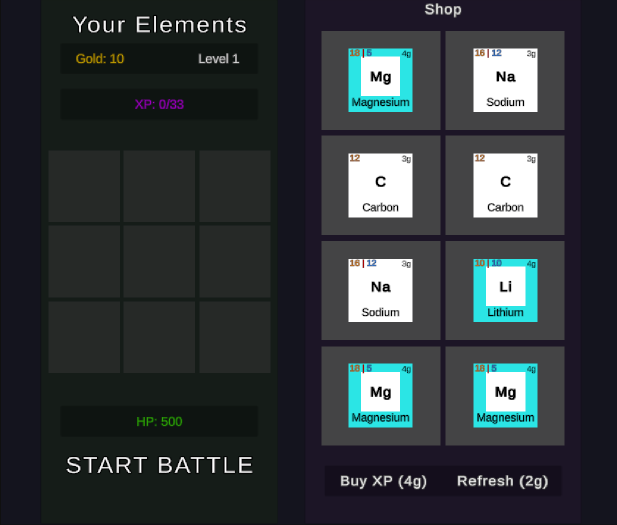 Your Elements
Gold: 10 Level 1
XP: 0/33
HP: 500
START BATTLE
Shop
18 | 5 4g
Mg
Magnesium
16 | 12 3g
Na
Sodium
12 3g
C
Carbon
12 3g
C
Carbon
16 | 12 3g
Na
Sodium
10 | 10 4g
Li
Lithium
18 | 5 4g
Mg
Magnesium
18 | 5 4g
Mg
Magnesium
Buy XP (4g) Refresh (2g)